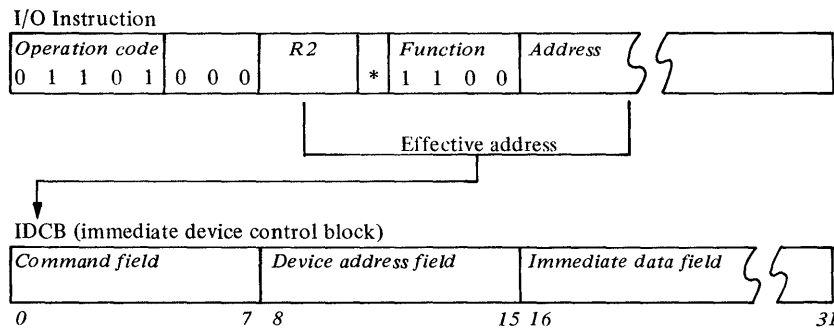 I/O Instruction
Operation code R2 Function Address
0 1 1 0 1 0 0 0 * 1 1 0 0
Effective address
IDCB (immediate device control block)
Command field Device address field Immediate data field
0 7 8 15 16 31